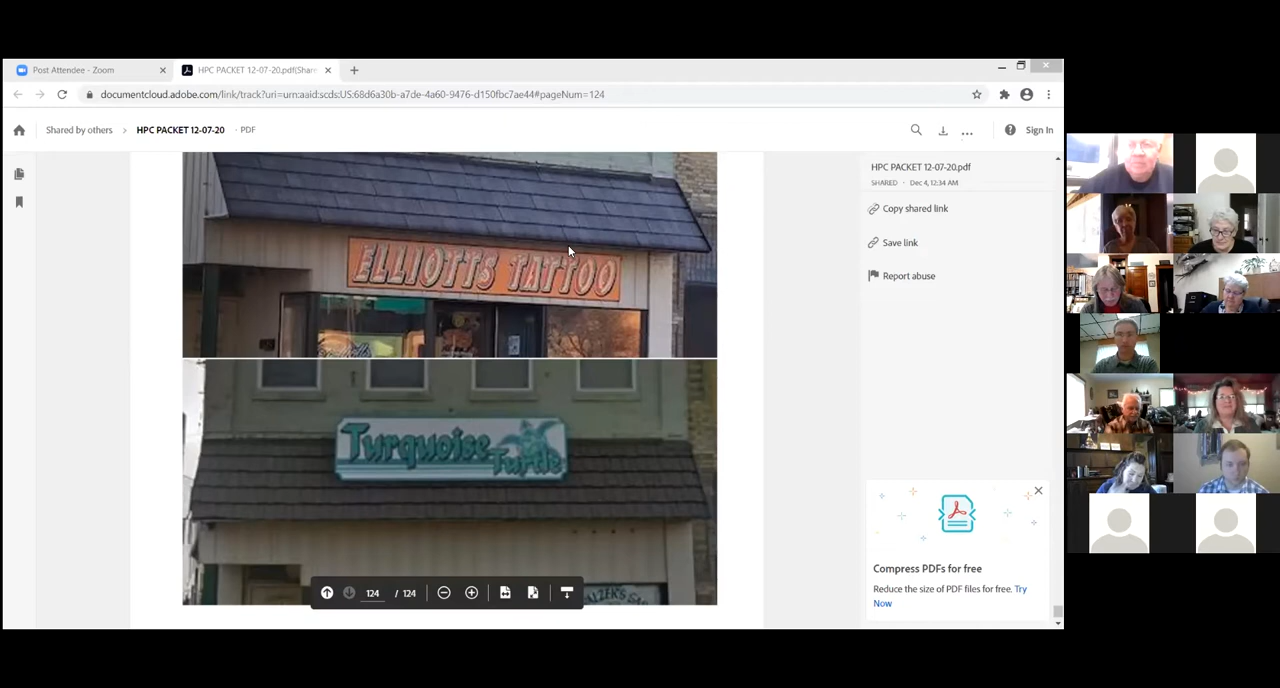 Post Attendee - Zoom
HPC PACKET 12-07-20.pdf(Shar
documentcloud.adobe.com/link/track?uri=urn:aaid:scds:US:68d6a30b-a7de-4a60-9476-d150fbc7ae44#pageNum=124
Shared by others > HPC PACKET 12-07-20 · PDF
... Sign In
HPC PACKET 12-07-20.pdf
SHARED · Dec 4, 12:34 AM
Copy shared link
Save link
Report abuse
ELLIOTTS TATTOO
Turquoise
Turtle
124 / 124
Compress PDFs for free
Reduce the size of PDF files for free. Try
Now